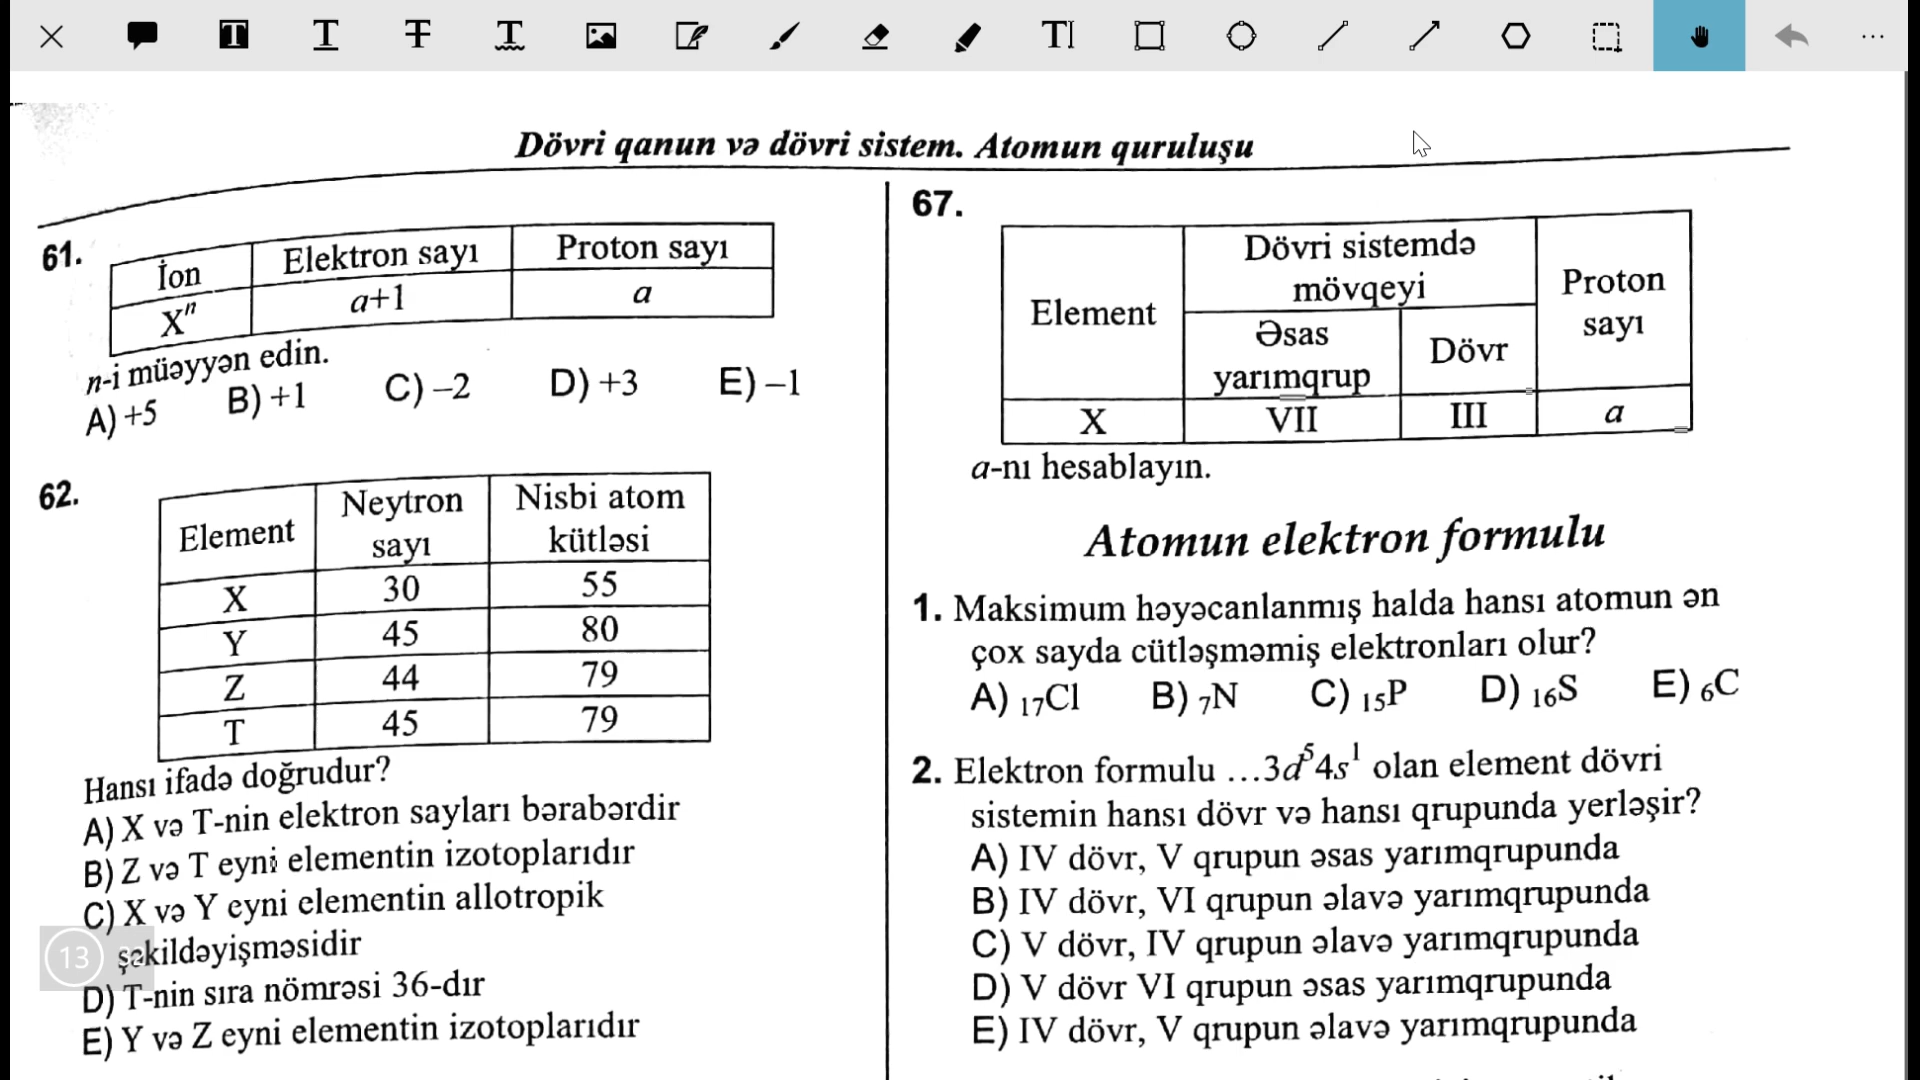 Dövri qanun və dövri sistem. Atomun quruluşu
61.
İon Elektron sayı Proton sayı
Xⁿ a+1 a
n-i müəyyən edin.
A) +5 B) +1 C) –2 D) +3 E) –1
62.
Element Neytron sayı Nisbi atom kütləsi
X 30 55
Y 45 80
Z 44 79
T 45 79
Hansı ifadə doğrudur?
A) X və T-nin elektron sayları bərabərdir
B) Z və T eyni elementin izotoplarıdır
C) X və Y eyni elementin allotropik
şəkildəyişməsidir
D) T-nin sıra nömrəsi 36-dır
E) Y və Z eyni elementin izotoplarıdır
13
67.
Element Dövri sistemdə mövqeyi Proton sayı
Əsas yarımqrup Dövr
X VII III a
a-nı hesablayın.
Atomun elektron formulu
1. Maksimum həyəcanlanmış halda hansı atomun ən
çox sayda cütləşməmiş elektronları olur?
A) ₁₇Cl B) ₇N C) ₁₅P D) ₁₆S E) ₆C
2. Elektron formulu ...3d⁵4s¹ olan element dövri
sistemin hansı dövr və hansı qrupunda yerləşir?
A) IV dövr, V qrupun əsas yarımqrupunda
B) IV dövr, VI qrupun əlavə yarımqrupunda
C) V dövr, IV qrupun əlavə yarımqrupunda
D) V dövr VI qrupun əsas yarımqrupunda
E) IV dövr, V qrupun əlavə yarımqrupunda